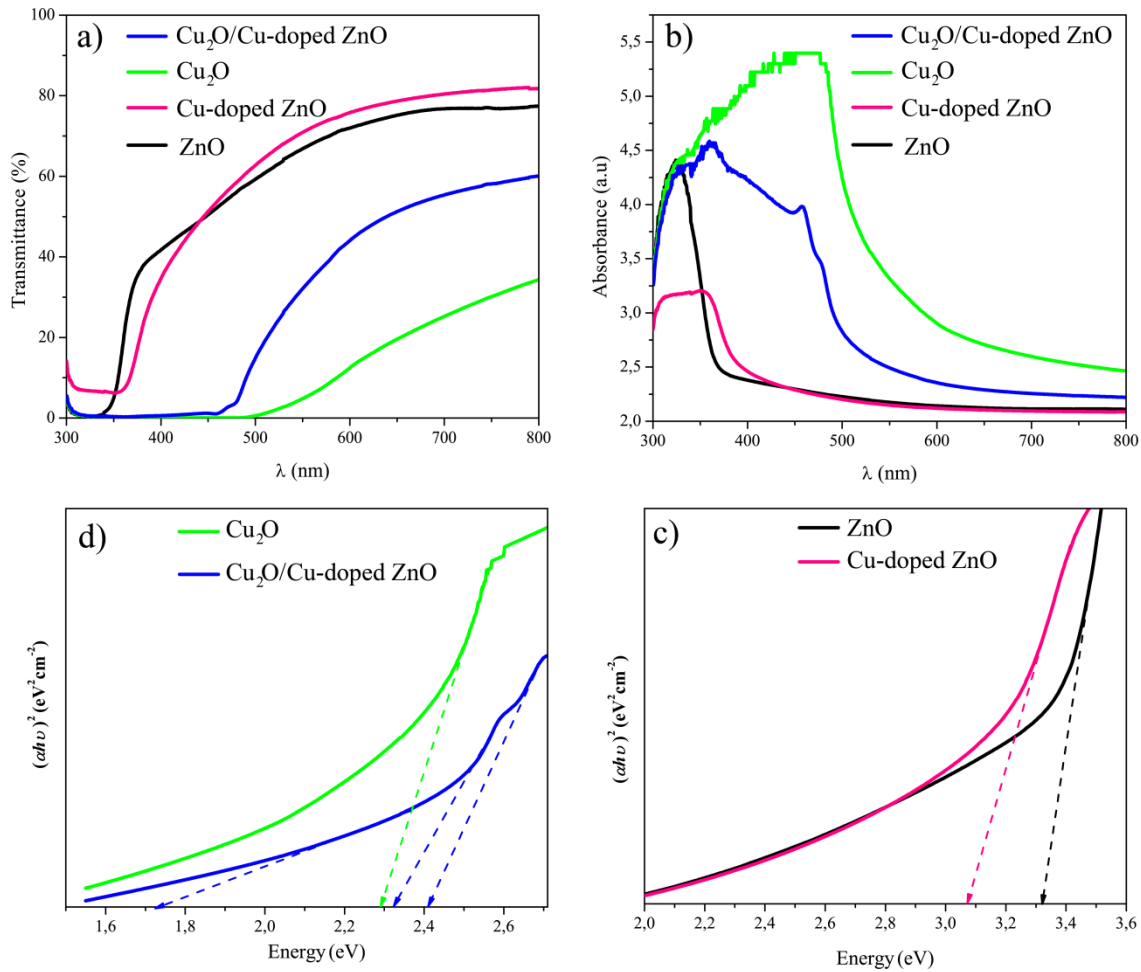 a)
Cu₂O/Cu-doped ZnO
Cu₂O
Cu-doped ZnO
ZnO
100
80
60
40
20
0
Transmittance (%)
300 400 500 600 700 800
λ (nm)
b)
Cu₂O/Cu-doped ZnO
Cu₂O
Cu-doped ZnO
ZnO
5,5
5,0
4,5
4,0
3,5
3,0
2,5
2,0
Absorbance (a.u)
300 400 500 600 700 800
λ (nm)
d)
Cu₂O
Cu₂O/Cu-doped ZnO
(αhυ)² (eV²cm⁻²)
1,6 1,8 2,0 2,2 2,4 2,6
Energy (eV)
c)
ZnO
Cu-doped ZnO
(αhυ)² (eV²cm⁻²)
2,0 2,2 2,4 2,6 2,8 3,0 3,2 3,4 3,6
Energy (eV)